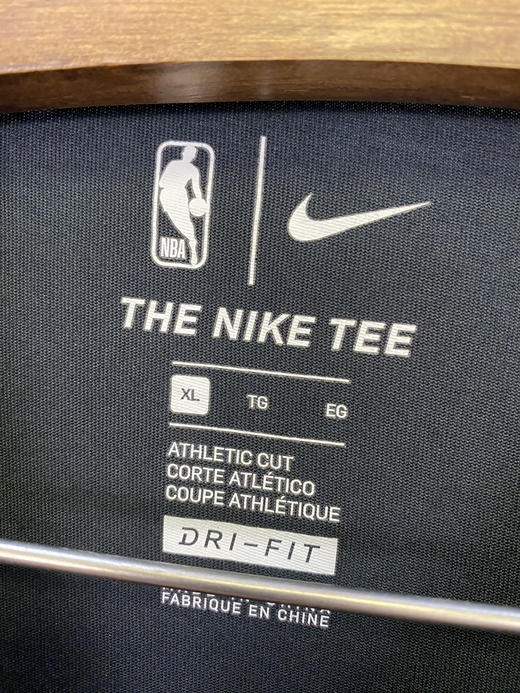 NBA
THE NIKE TEE
XL TG EG
ATHLETIC CUT
CORTE ATLÉTICO
COUPE ATHLÉTIQUE
DRI-FIT
FABRIQUE EN CHINE